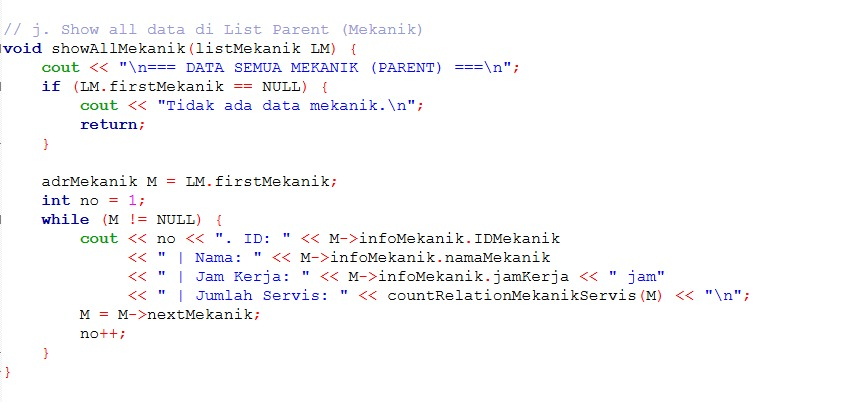 // j. Show all data di List Parent (Mekanik)
void showAllMekanik(listMekanik LM) {
    cout << "\n=== DATA SEMUA MEKANIK (PARENT) ===\n";
    if (LM.firstMekanik == NULL) {
        cout << "Tidak ada data mekanik.\n";
        return;
    }

    adrMekanik M = LM.firstMekanik;
    int no = 1;
    while (M != NULL) {
        cout << no << ". ID: " << M->infoMekanik.IDMekanik
             << " | Nama: " << M->infoMekanik.namaMekanik
             << " | Jam Kerja: " << M->infoMekanik.jamKerja << " jam"
             << " | Jumlah Servis: " << countRelationMekanikServis(M) << "\n";
        M = M->nextMekanik;
        no++;
    }
}